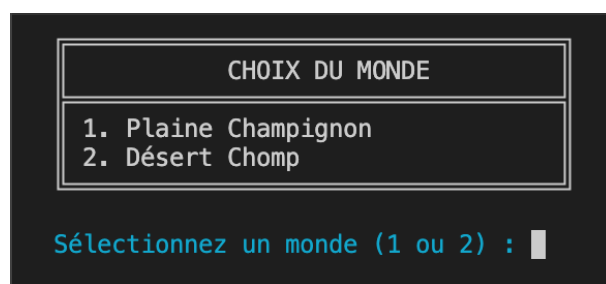 CHOIX DU MONDE
1. Plaine Champignon
2. Désert Chomp
Sélectionnez un monde (1 ou 2) :